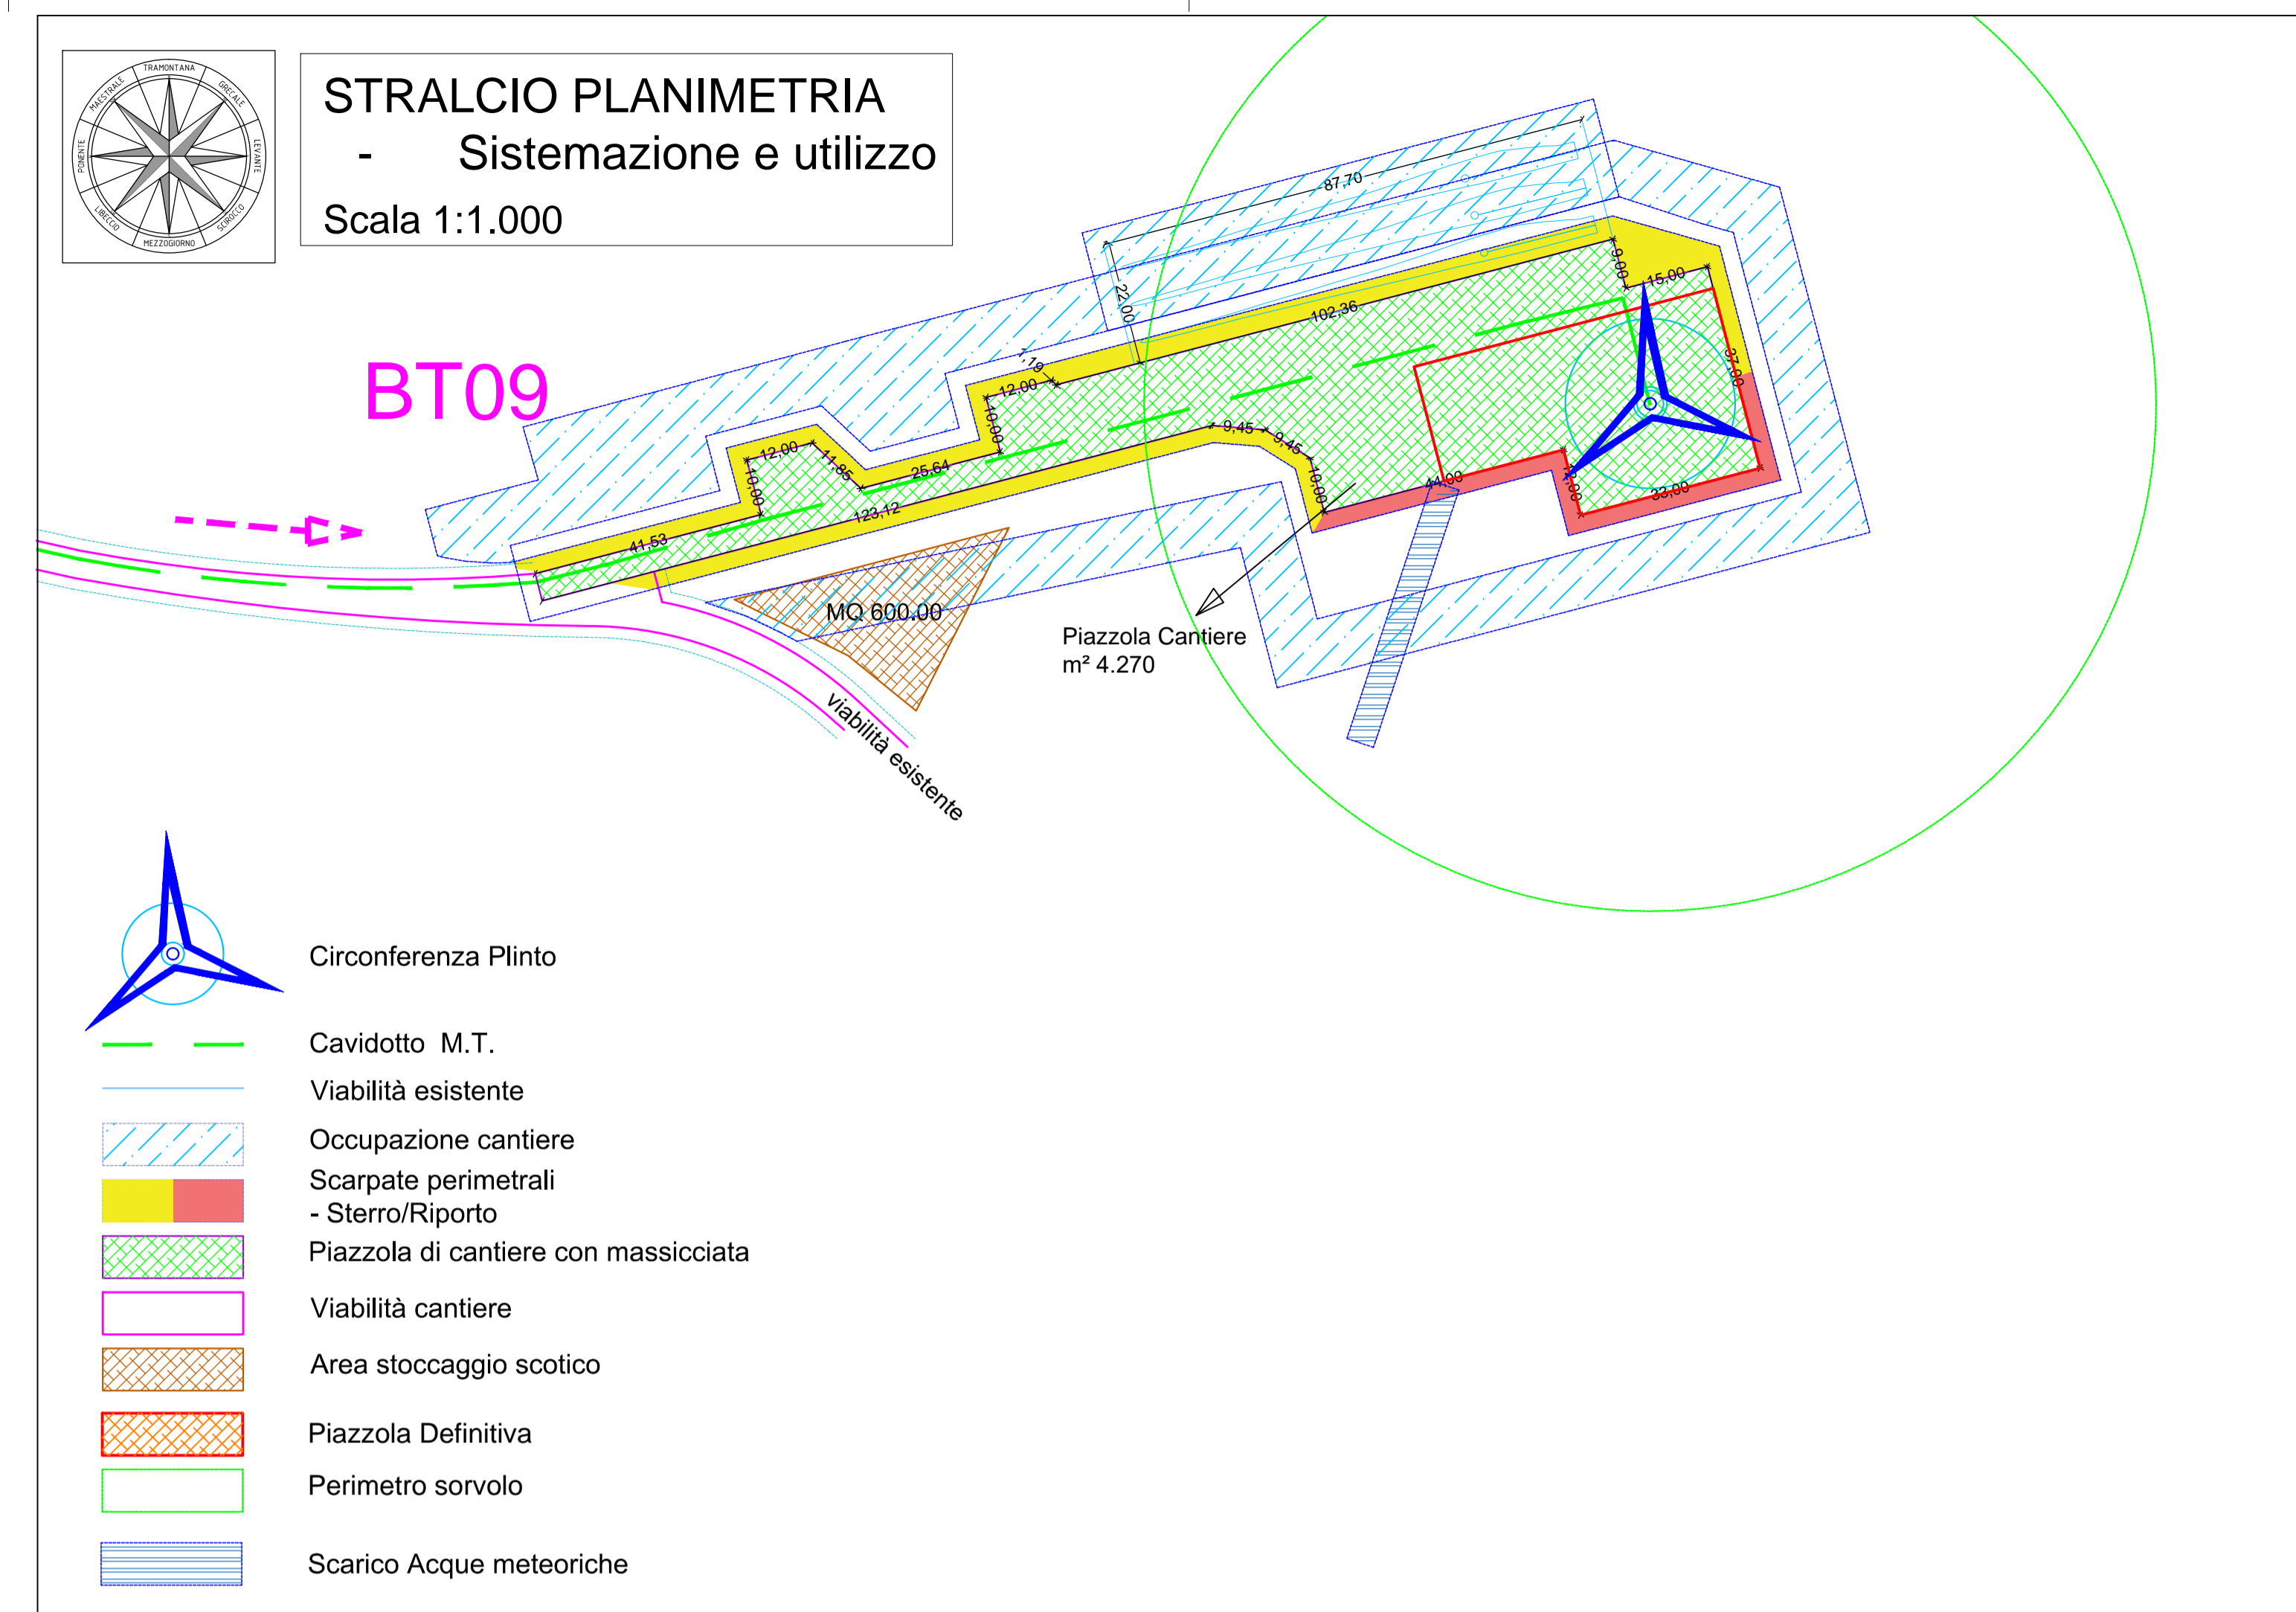 TRAMONTANA
GRECALE
LEVANTE
SCIROCCO
MEZZOGIORNO
LIBECCIO
PONENTE
MAESTRALE
STRALCIO PLANIMETRIA
- Sistemazione e utilizzo
Scala 1:1.000
BT09
87,70
22,00
102,36
9,00
15,00
37,00
1,19
12,00
10,00
12,00
11,85
10,00
25,64
123,12
41,53
9,45
9,45
10,00
44,00
12,00
33,00
MQ 600.00
Piazzola Cantiere
m² 4.270
viabilità esistente
Circonferenza Plinto
Cavidotto M.T.
Viabilità esistente
Occupazione cantiere
Scarpate perimetrali
- Sterro/Riporto
Piazzola di cantiere con massicciata
Viabilità cantiere
Area stoccaggio scotico
Piazzola Definitiva
Perimetro sorvolo
Scarico Acque meteoriche